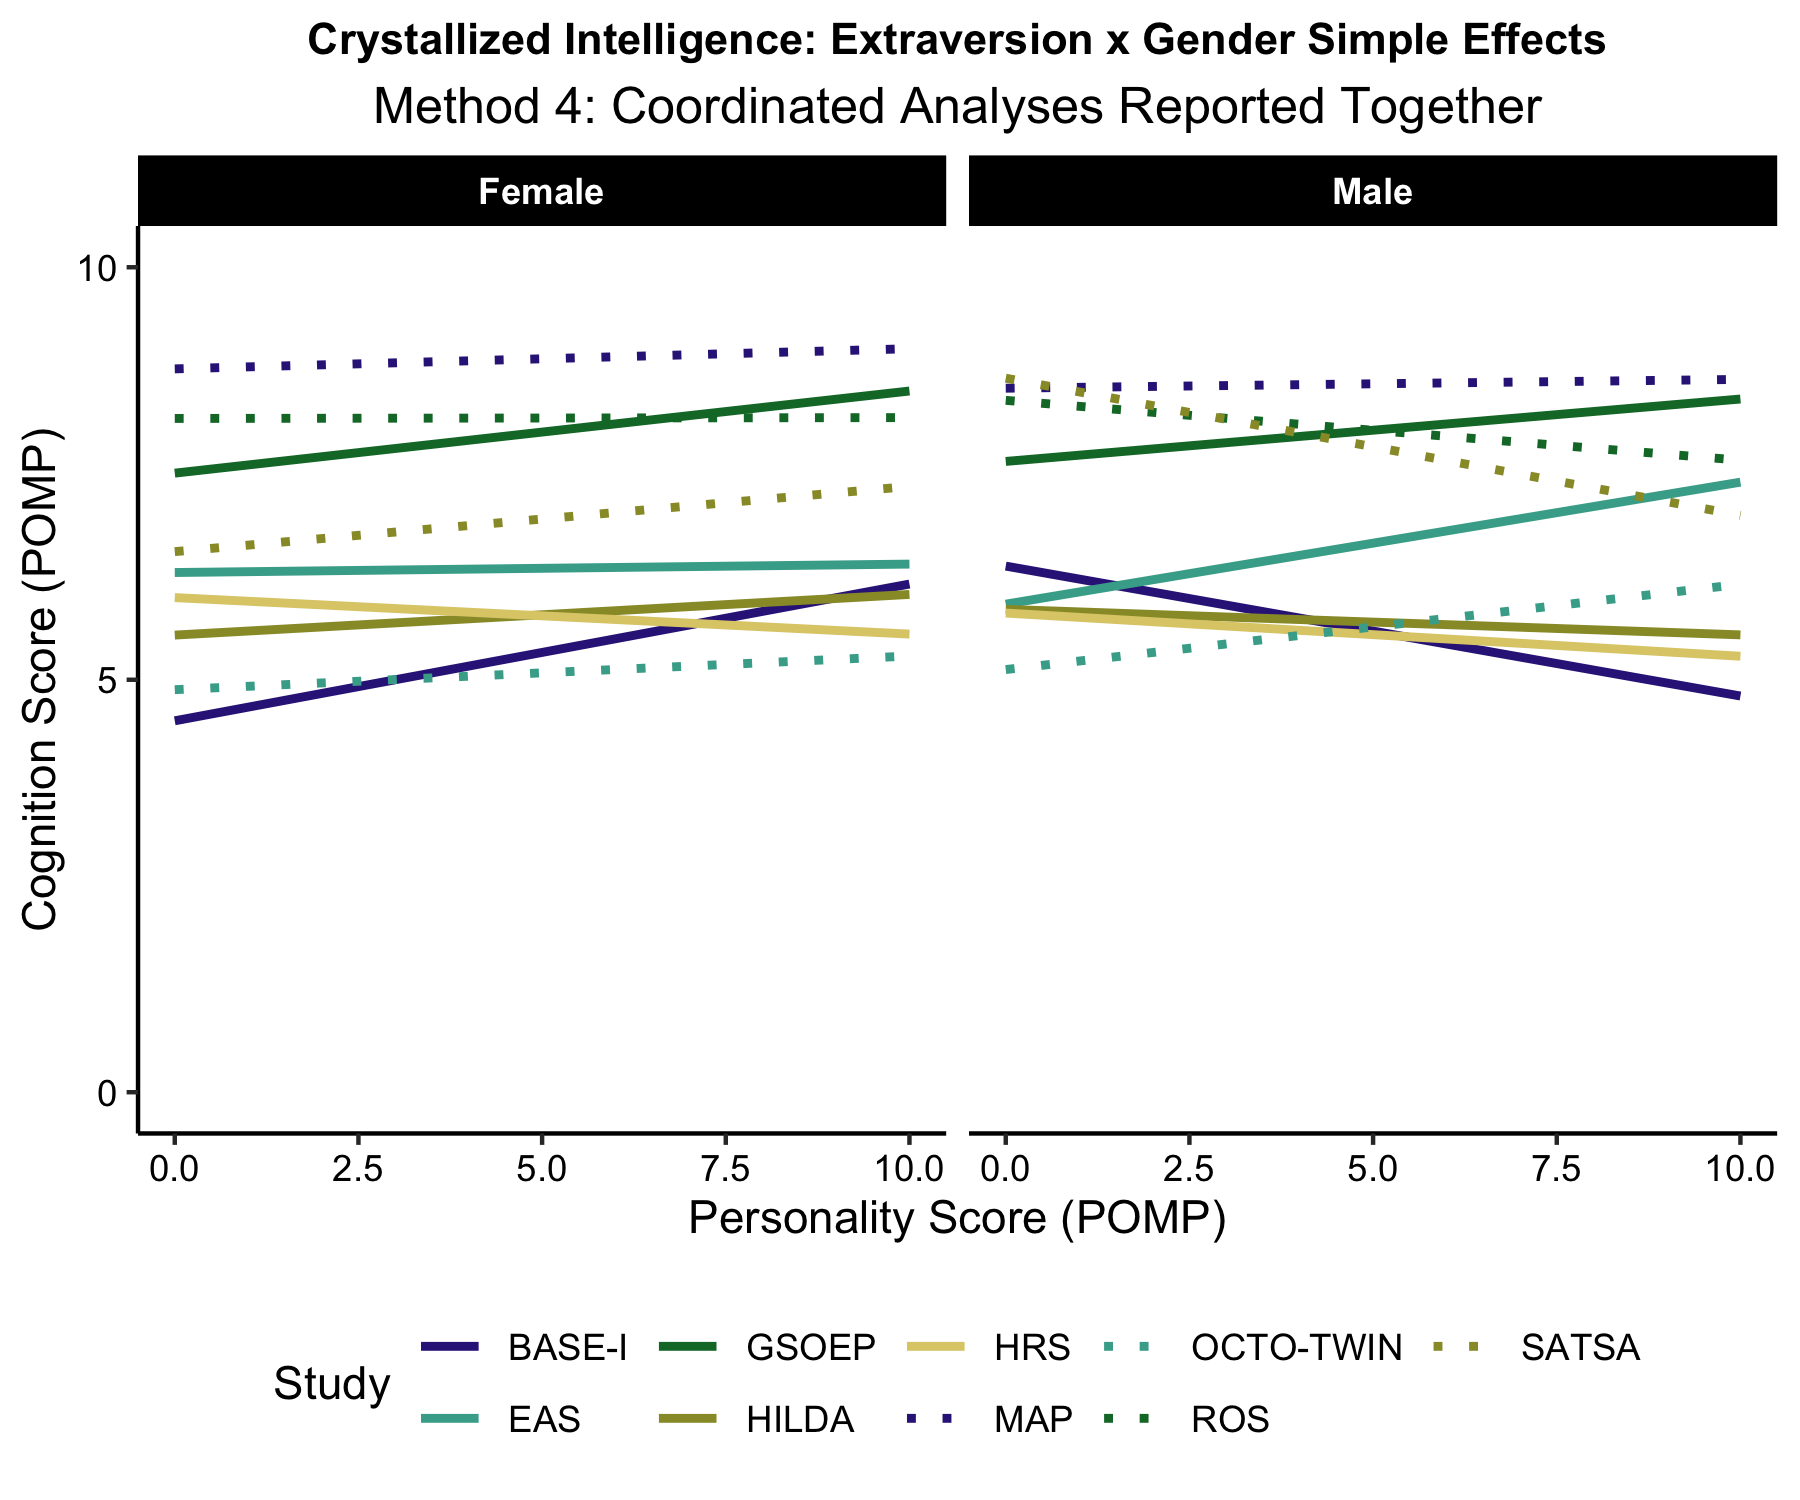 Crystallized Intelligence: Extraversion x Gender Simple Effects
Method 4: Coordinated Analyses Reported Together
Female Male
10
5
0
Cognition Score (POMP)
0.0 2.5 5.0 7.5 10.0 0.0 2.5 5.0 7.5 10.0
Personality Score (POMP)
Study
BASE-I GSOEP HRS OCTO-TWIN SATSA
EAS HILDA MAP ROS